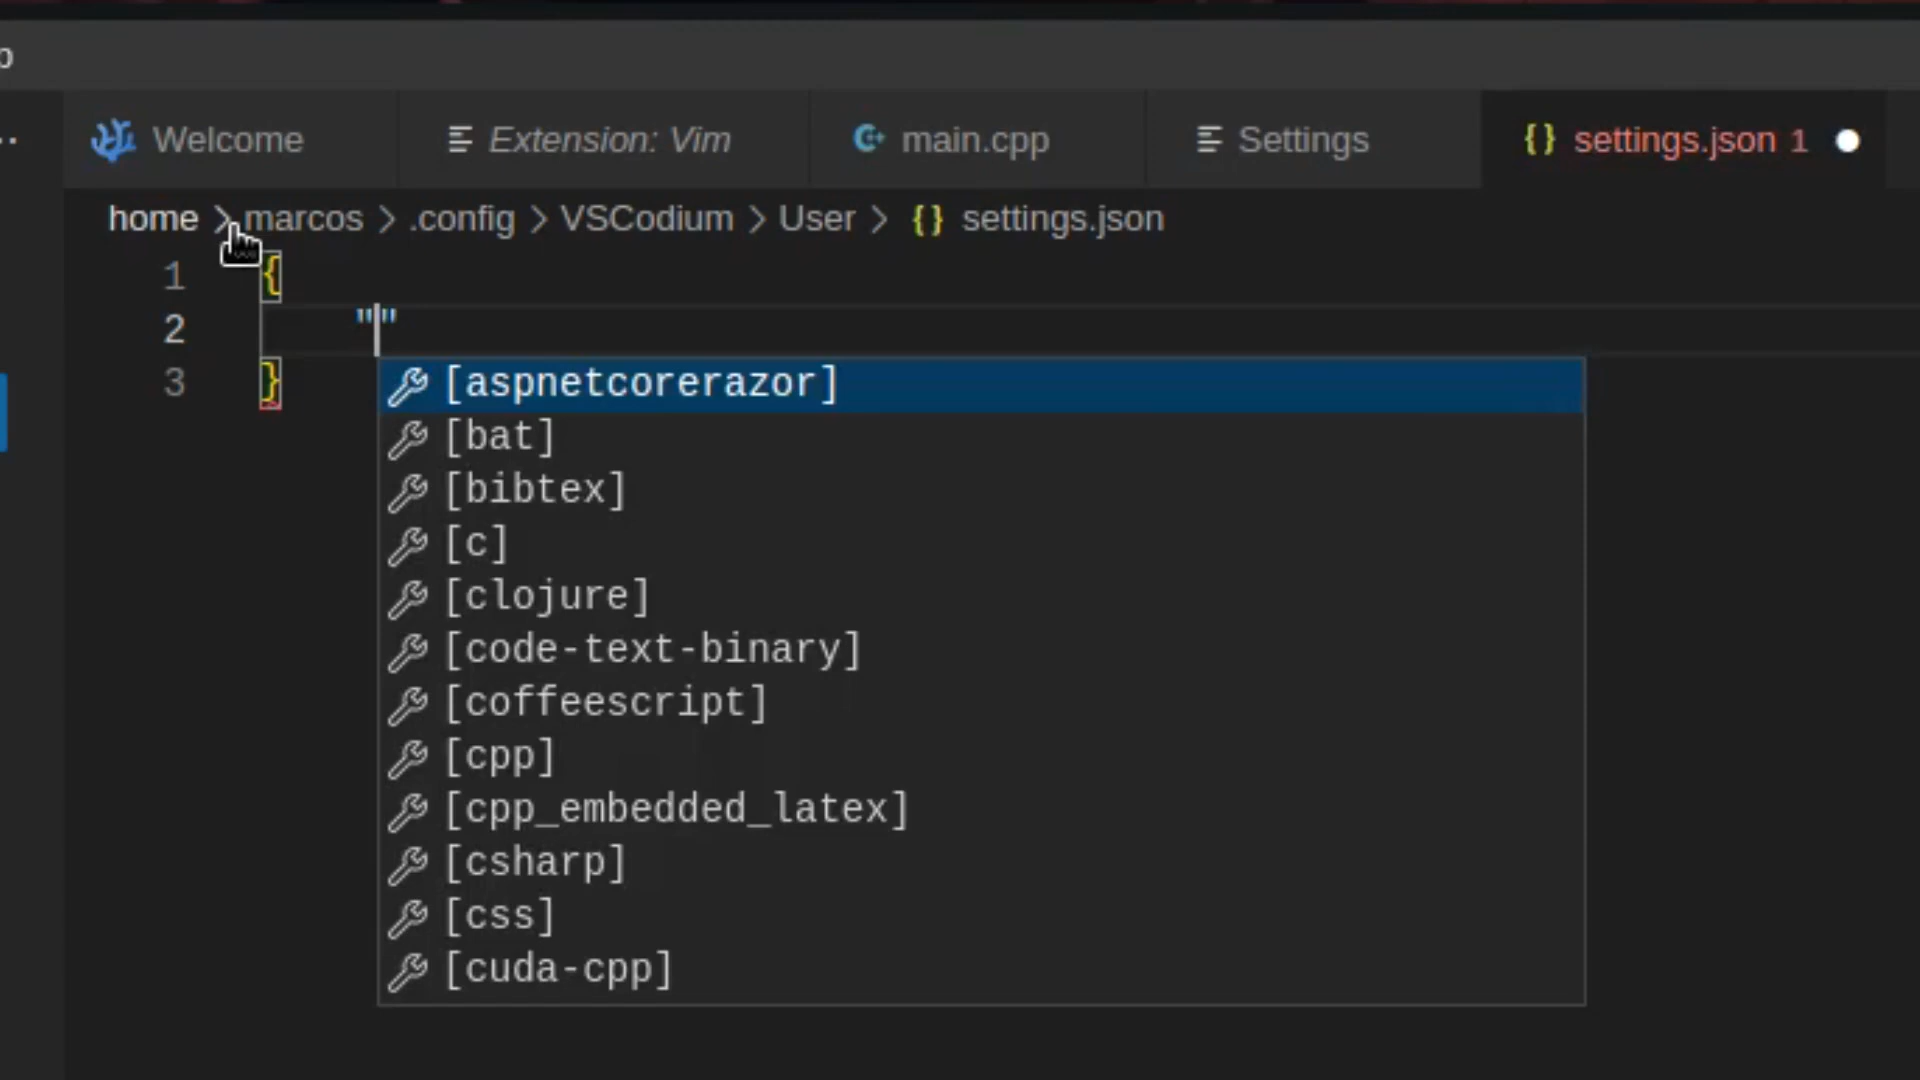 Welcome Extension: Vim main.cpp Settings {} settings.json 1
home > marcos > .config > VSCodium > User > {} settings.json
1 {
2 ""
3 }
[aspnetcorerazor]
[bat]
[bibtex]
[c]
[clojure]
[code-text-binary]
[coffeescript]
[cpp]
[cpp_embedded_latex]
[csharp]
[css]
[cuda-cpp]